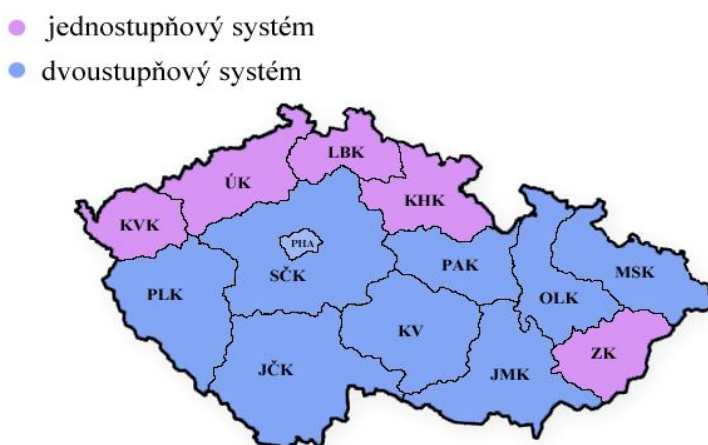 jednostupňový systém
dvoustupňový systém
LBK
ÚK
KHK
KVK
PHA
SČK
PAK
MSK
PLK
OLK
KV
ZK
JČK
JMK